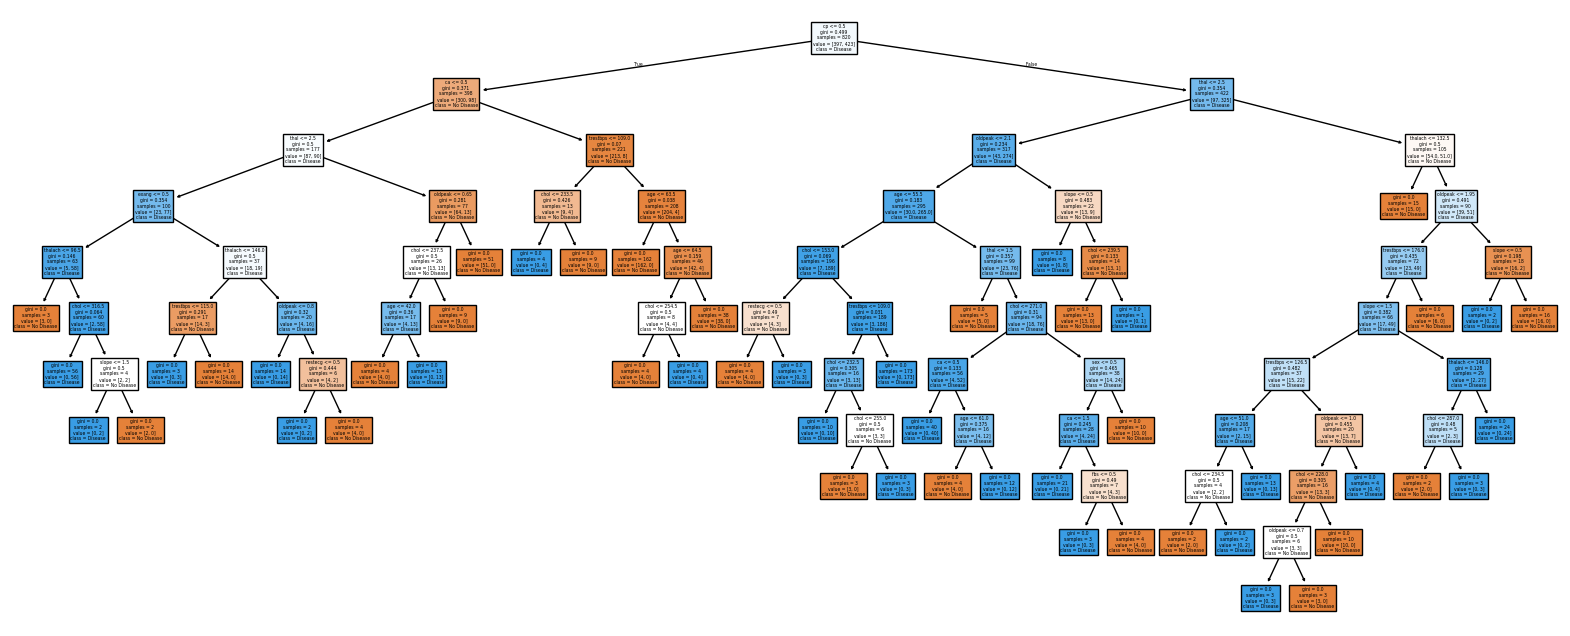 cp <= 0.5
gini = 0.499
samples = 820
value = [397, 423]
class = Disease
True
False
ca <= 0.5
gini = 0.371
samples = 398
value = [300, 98]
class = No Disease
thal <= 2.5
gini = 0.354
samples = 422
value = [97, 325]
class = Disease
thal <= 2.5
gini = 0.5
samples = 177
value = [87, 90]
class = Disease
trestbps <= 109.0
gini = 0.07
samples = 221
value = [213, 8]
class = No Disease
oldpeak <= 2.1
gini = 0.234
samples = 317
value = [43, 274]
class = Disease
thalach <= 132.5
gini = 0.5
samples = 105
value = [54.0, 51.0]
class = No Disease
exang <= 0.5
gini = 0.354
samples = 100
value = [23, 77]
class = Disease
oldpeak <= 0.65
gini = 0.281
samples = 77
value = [64, 13]
class = No Disease
chol <= 233.5
gini = 0.426
samples = 13
value = [9, 4]
class = No Disease
age <= 63.5
gini = 0.038
samples = 208
value = [204, 4]
class = No Disease
age <= 55.5
gini = 0.183
samples = 295
value = [30.0, 265.0]
class = Disease
slope <= 0.5
gini = 0.483
samples = 22
value = [13, 9]
class = No Disease
gini = 0.0
samples = 15
value = [15, 0]
class = No Disease
oldpeak <= 1.95
gini = 0.491
samples = 90
value = [39, 51]
class = Disease
thalach <= 96.5
gini = 0.146
samples = 63
value = [5, 58]
class = Disease
thalach <= 146.0
gini = 0.5
samples = 37
value = [18, 19]
class = Disease
chol <= 237.5
gini = 0.5
samples = 26
value = [13, 13]
class = No Disease
gini = 0.0
samples = 51
value = [51, 0]
class = No Disease
gini = 0.0
samples = 4
value = [0, 4]
class = Disease
gini = 0.0
samples = 9
value = [9, 0]
class = No Disease
gini = 0.0
samples = 162
value = [162, 0]
class = No Disease
age <= 64.5
gini = 0.159
samples = 46
value = [42, 4]
class = No Disease
chol <= 153.0
gini = 0.069
samples = 196
value = [7, 189]
class = Disease
thal <= 1.5
gini = 0.357
samples = 99
value = [23, 76]
class = Disease
gini = 0.0
samples = 8
value = [0, 8]
class = Disease
chol <= 239.5
gini = 0.133
samples = 14
value = [13, 1]
class = No Disease
trestbps <= 176.0
gini = 0.435
samples = 72
value = [23, 49]
class = Disease
slope <= 0.5
gini = 0.198
samples = 18
value = [16, 2]
class = No Disease
gini = 0.0
samples = 3
value = [3, 0]
class = No Disease
chol <= 316.5
gini = 0.064
samples = 60
value = [2, 58]
class = Disease
trestbps <= 115.0
gini = 0.291
samples = 17
value = [14, 3]
class = No Disease
oldpeak <= 0.8
gini = 0.32
samples = 20
value = [4, 16]
class = Disease
age <= 42.0
gini = 0.36
samples = 17
value = [4, 13]
class = Disease
gini = 0.0
samples = 9
value = [9, 0]
class = No Disease
chol <= 254.5
gini = 0.5
samples = 8
value = [4, 4]
class = No Disease
gini = 0.0
samples = 38
value = [38, 0]
class = No Disease
restecg <= 0.5
gini = 0.49
samples = 7
value = [4, 3]
class = No Disease
trestbps <= 109.0
gini = 0.031
samples = 189
value = [3, 186]
class = Disease
gini = 0.0
samples = 5
value = [5, 0]
class = No Disease
chol <= 271.0
gini = 0.31
samples = 94
value = [18, 76]
class = Disease
gini = 0.0
samples = 13
value = [13, 0]
class = No Disease
gini = 0.0
samples = 1
value = [0, 1]
class = Disease
slope <= 1.5
gini = 0.382
samples = 66
value = [17, 49]
class = Disease
gini = 0.0
samples = 6
value = [6, 0]
class = No Disease
gini = 0.0
samples = 2
value = [0, 2]
class = Disease
gini = 0.0
samples = 16
value = [16, 0]
class = No Disease
gini = 0.0
samples = 56
value = [0, 56]
class = Disease
slope <= 1.5
gini = 0.5
samples = 4
value = [2, 2]
class = No Disease
gini = 0.0
samples = 3
value = [0, 3]
class = Disease
gini = 0.0
samples = 14
value = [14, 0]
class = No Disease
gini = 0.0
samples = 14
value = [0, 14]
class = Disease
restecg <= 0.5
gini = 0.444
samples = 6
value = [4, 2]
class = No Disease
gini = 0.0
samples = 4
value = [4, 0]
class = No Disease
gini = 0.0
samples = 13
value = [0, 13]
class = Disease
gini = 0.0
samples = 4
value = [4, 0]
class = No Disease
gini = 0.0
samples = 4
value = [0, 4]
class = Disease
gini = 0.0
samples = 4
value = [4, 0]
class = No Disease
gini = 0.0
samples = 3
value = [0, 3]
class = Disease
chol <= 232.5
gini = 0.305
samples = 16
value = [3, 13]
class = Disease
gini = 0.0
samples = 173
value = [0, 173]
class = Disease
ca <= 0.5
gini = 0.133
samples = 56
value = [4, 52]
class = Disease
sex <= 0.5
gini = 0.465
samples = 38
value = [14, 24]
class = Disease
trestbps <= 126.5
gini = 0.482
samples = 37
value = [15, 22]
class = Disease
thalach <= 146.0
gini = 0.128
samples = 29
value = [2, 27]
class = Disease
gini = 0.0
samples = 2
value = [0, 2]
class = Disease
gini = 0.0
samples = 2
value = [2, 0]
class = No Disease
gini = 0.0
samples = 2
value = [0, 2]
class = Disease
gini = 0.0
samples = 4
value = [4, 0]
class = No Disease
gini = 0.0
samples = 10
value = [0, 10]
class = Disease
chol <= 255.0
gini = 0.5
samples = 6
value = [3, 3]
class = No Disease
gini = 0.0
samples = 40
value = [0, 40]
class = Disease
age <= 61.0
gini = 0.375
samples = 16
value = [4, 12]
class = Disease
ca <= 1.5
gini = 0.245
samples = 28
value = [4, 24]
class = Disease
gini = 0.0
samples = 10
value = [10, 0]
class = No Disease
age <= 51.0
gini = 0.208
samples = 17
value = [2, 15]
class = Disease
oldpeak <= 1.0
gini = 0.455
samples = 20
value = [13, 7]
class = No Disease
chol <= 287.0
gini = 0.48
samples = 5
value = [2, 3]
class = Disease
gini = 0.0
samples = 24
value = [0, 24]
class = Disease
gini = 0.0
samples = 3
value = [3, 0]
class = No Disease
gini = 0.0
samples = 3
value = [0, 3]
class = Disease
gini = 0.0
samples = 4
value = [4, 0]
class = No Disease
gini = 0.0
samples = 12
value = [0, 12]
class = Disease
gini = 0.0
samples = 21
value = [0, 21]
class = Disease
fbs <= 0.5
gini = 0.49
samples = 7
value = [4, 3]
class = No Disease
chol <= 234.5
gini = 0.5
samples = 4
value = [2, 2]
class = No Disease
gini = 0.0
samples = 13
value = [0, 13]
class = Disease
chol <= 228.0
gini = 0.305
samples = 16
value = [13, 3]
class = No Disease
gini = 0.0
samples = 4
value = [0, 4]
class = Disease
gini = 0.0
samples = 2
value = [2, 0]
class = No Disease
gini = 0.0
samples = 3
value = [0, 3]
class = Disease
gini = 0.0
samples = 3
value = [0, 3]
class = Disease
gini = 0.0
samples = 4
value = [4, 0]
class = No Disease
gini = 0.0
samples = 2
value = [2, 0]
class = No Disease
gini = 0.0
samples = 2
value = [0, 2]
class = Disease
oldpeak <= 0.7
gini = 0.5
samples = 6
value = [3, 3]
class = No Disease
gini = 0.0
samples = 10
value = [10, 0]
class = No Disease
gini = 0.0
samples = 3
value = [0, 3]
class = Disease
gini = 0.0
samples = 3
value = [3, 0]
class = No Disease